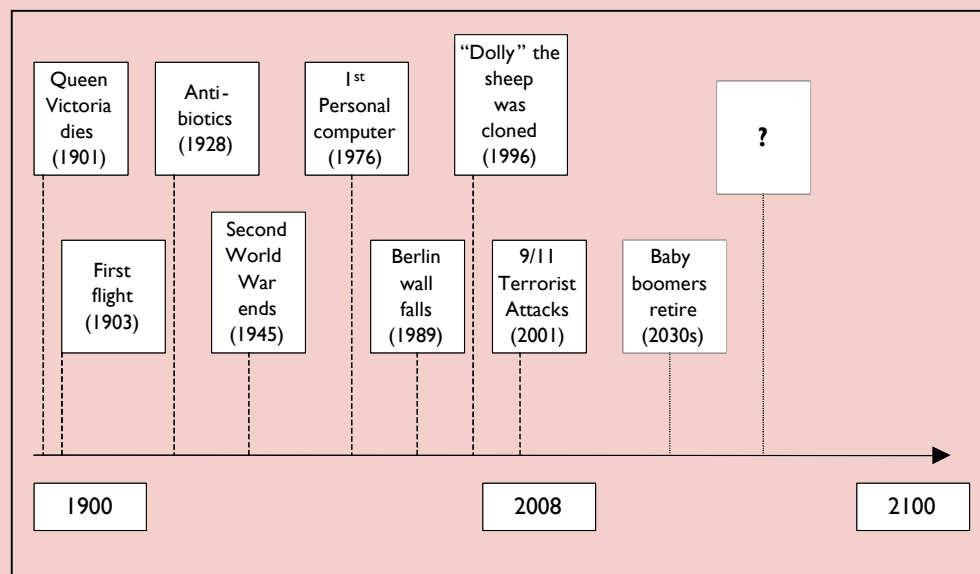 Queen
Victoria
dies
(1901)
Anti-
biotics
(1928)
1st
Personal
computer
(1976)
“Dolly” the
sheep
was
cloned
(1996)
?
First
flight
(1903)
Second
World
War
ends
(1945)
Berlin
wall
falls
(1989)
9/11
Terrorist
Attacks
(2001)
Baby
boomers
retire
(2030s)
1900
2008
2100